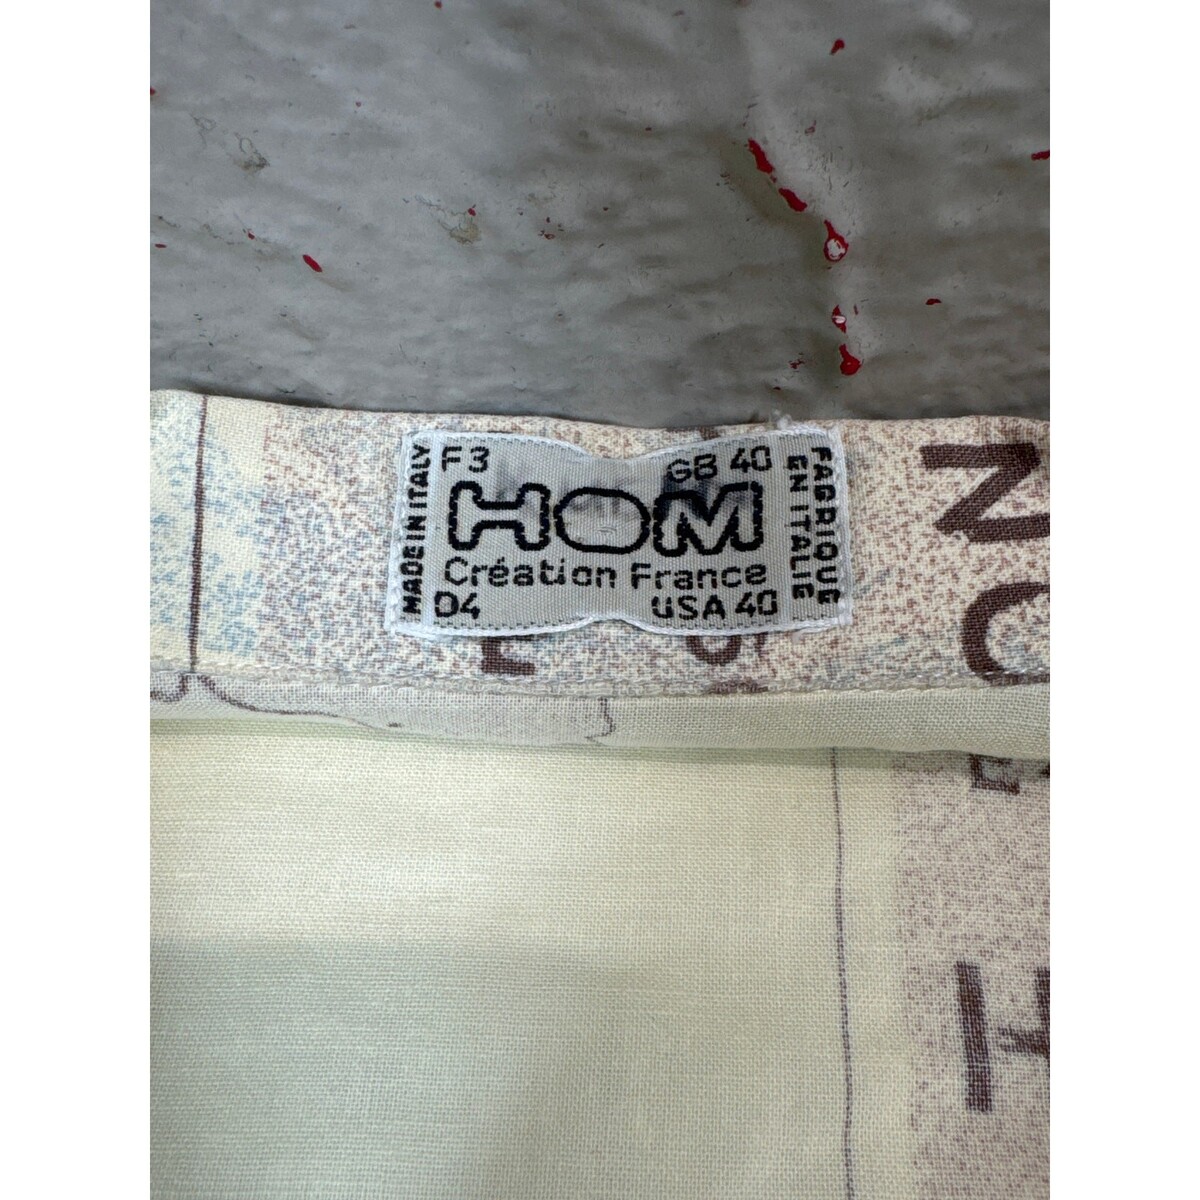 MADE IN ITALY
F3 GB 40
HOM
Création France
D4 USA 40
FABRIQUE
EN ITALIE
N